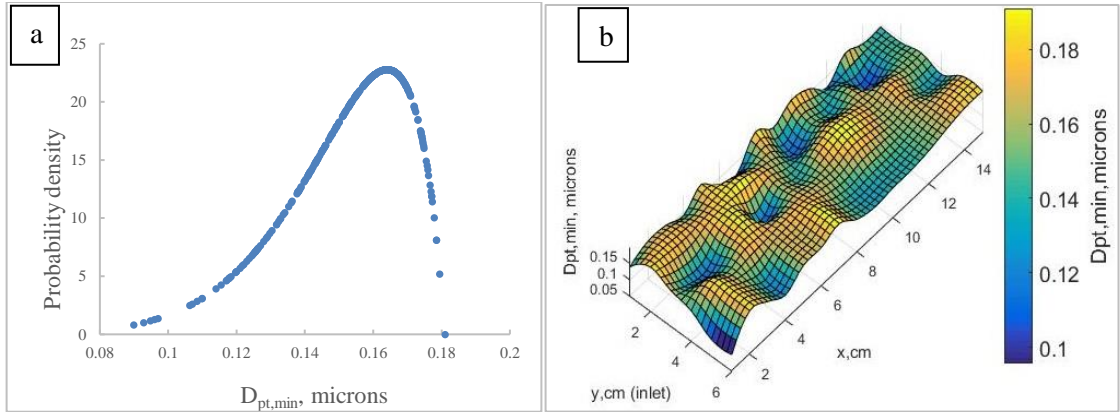 a
25
20
15
10
5
0
Probability density
0.08 0.1 0.12 0.14 0.16 0.18 0.2
Dpt,min, microns
b
Dpt,min, microns
0.15
0.1
0.05
2
4
6
y,cm (inlet)
2
4
6
8
10
12
14
x,cm
0.18
0.16
0.14
0.12
0.1
Dpt,min,microns